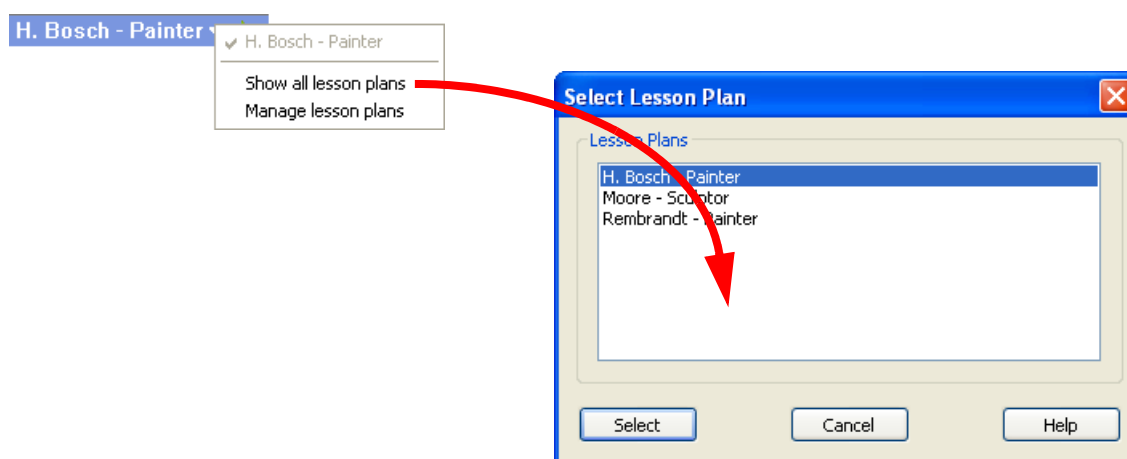 H. Bosch - Painter
H. Bosch - Painter
Show all lesson plans
Manage lesson plans
Select Lesson Plan
Lesson Plans
H. Bosch - Painter
Moore - Sculptor
Rembrandt - Painter
Select
Cancel
Help